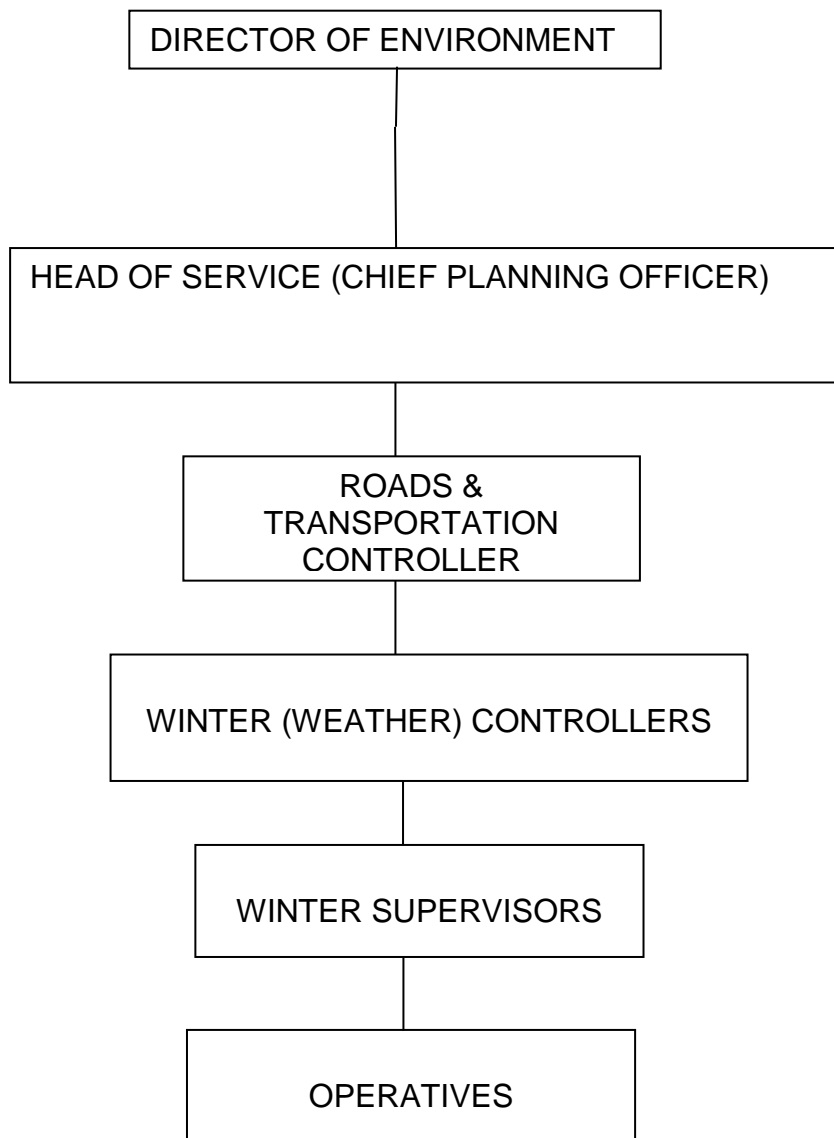 DIRECTOR OF ENVIRONMENT
HEAD OF SERVICE (CHIEF PLANNING OFFICER)
ROADS &
TRANSPORTATION
CONTROLLER
WINTER (WEATHER) CONTROLLERS
WINTER SUPERVISORS
OPERATIVES